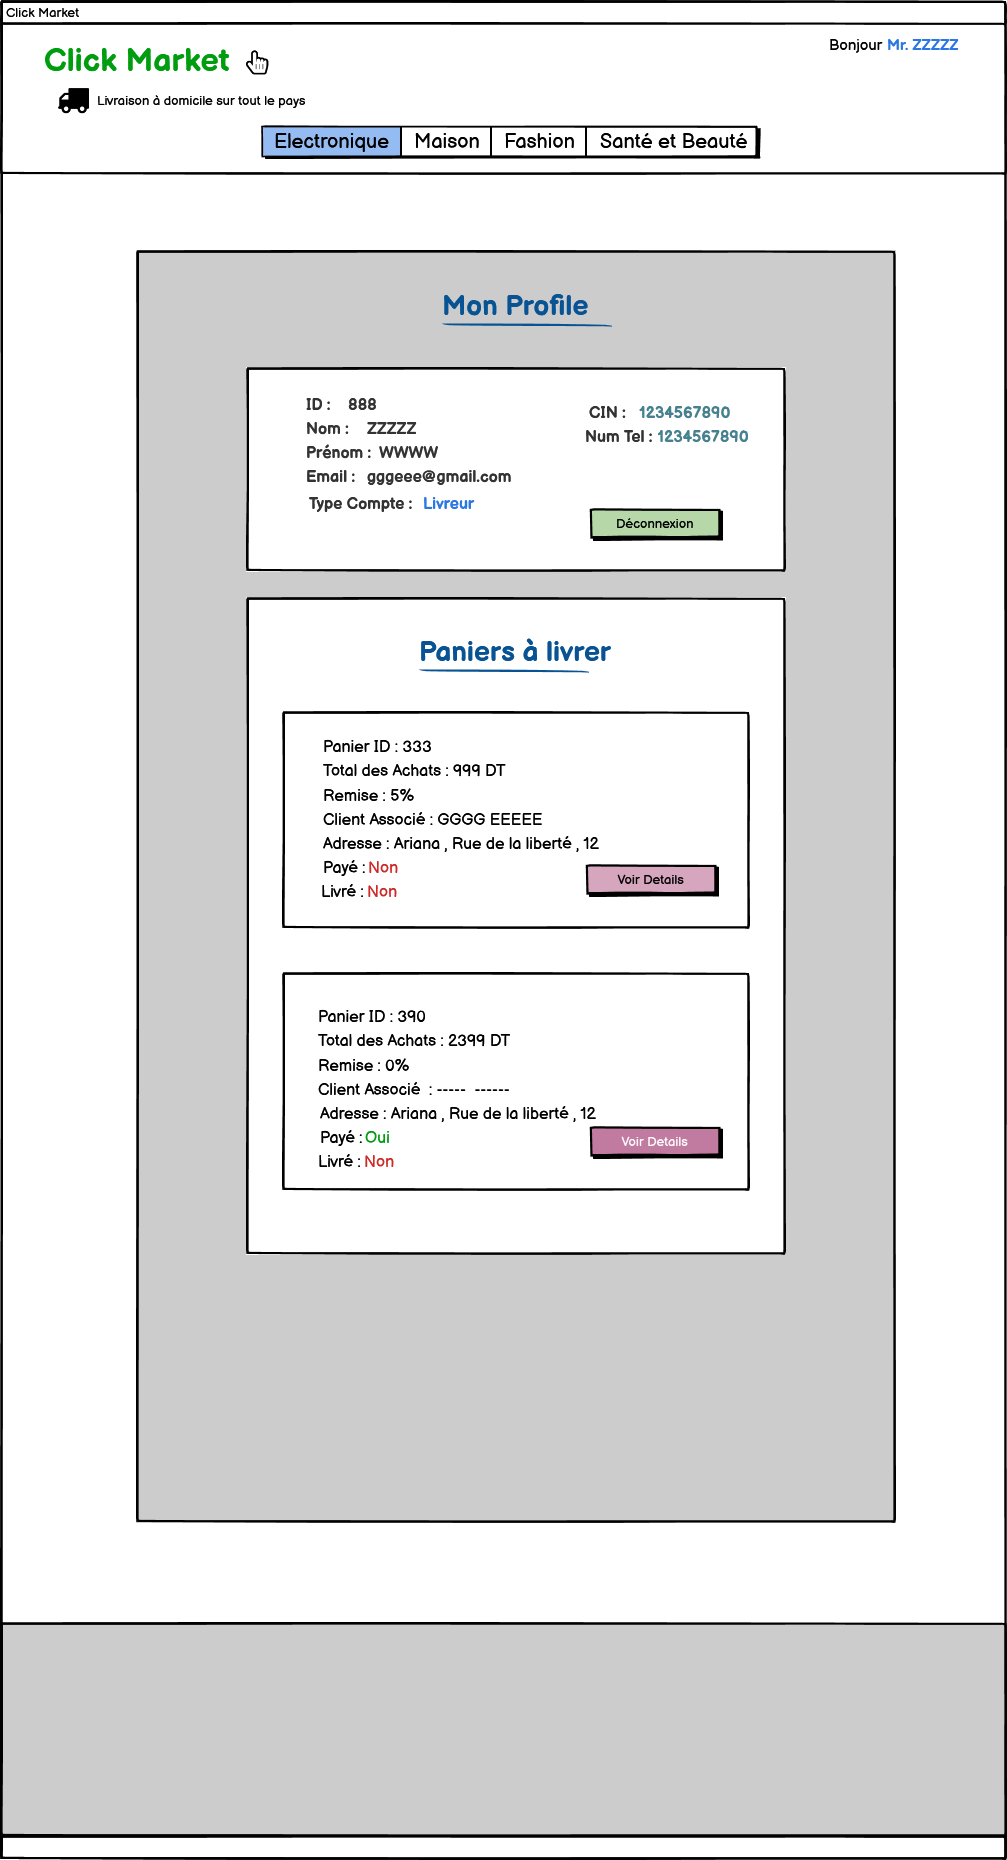 Click Market
Click Market
Bonjour Mr. ZZZZZ
Livraison à domicile sur tout le pays
Electronique Maison Fashion Santé et Beauté
Mon Profile
ID : 888
Nom : ZZZZZ
Prénom : WWWW
Email : gggeee@gmail.com
Type Compte : Livreur
CIN : 1234567890
Num Tel : 1234567890
Déconnexion
Paniers à livrer
Panier ID : 333
Total des Achats : 999 DT
Remise : 5%
Client Associé : GGGG EEEEE
Adresse : Ariana , Rue de la liberté , 12
Payé : Non
Livré : Non
Voir Details
Panier ID : 390
Total des Achats : 2399 DT
Remise : 0%
Client Associé : ----- ------
Adresse : Ariana , Rue de la liberté , 12
Payé : Oui
Livré : Non
Voir Details